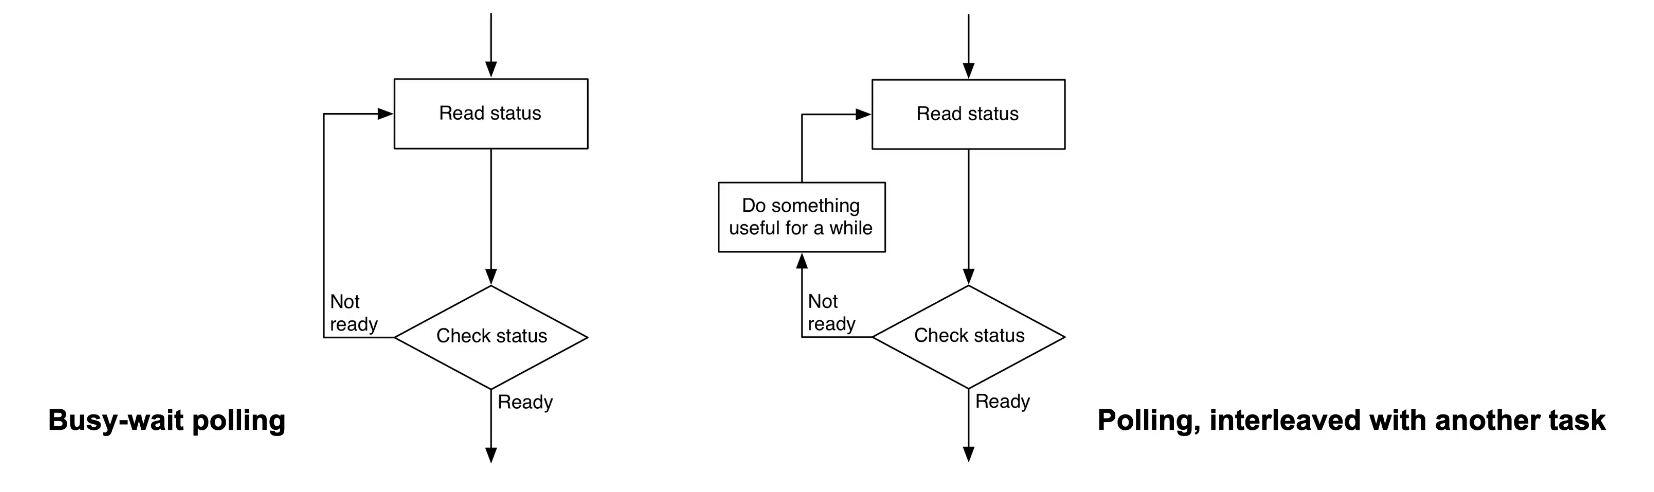 Read status
Not
ready
Check status
Ready
Busy-wait polling
Read status
Do something
useful for a while
Not
ready
Check status
Ready
Polling, interleaved with another task